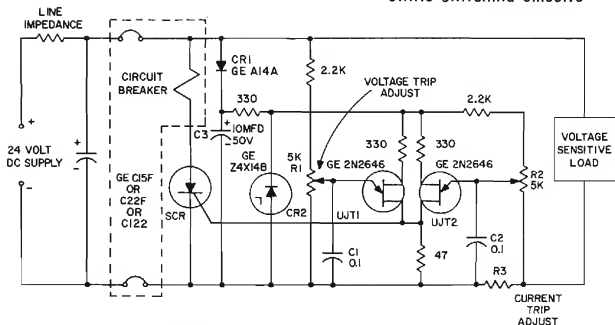 LINE
IMPEDANCE
CIRCUIT
BREAKER
24 VOLT
DC SUPPLY
+
-
+
GE C15F
OR
C22F
OR
C122
SCR
CR1
GE A14A
330
C3
+
10MFD
50V
-
GE
Z4X14B
CR2
2.2K
VOLTAGE TRIP
ADJUST
5K
R1
330
330
GE 2N2646
GE 2N2646
UJT1
UJT2
C1
0.1
47
C2
0.1
2.2K
R2
5K
R3
CURRENT
TRIP
ADJUST
VOLTAGE
SENSITIVE
LOAD